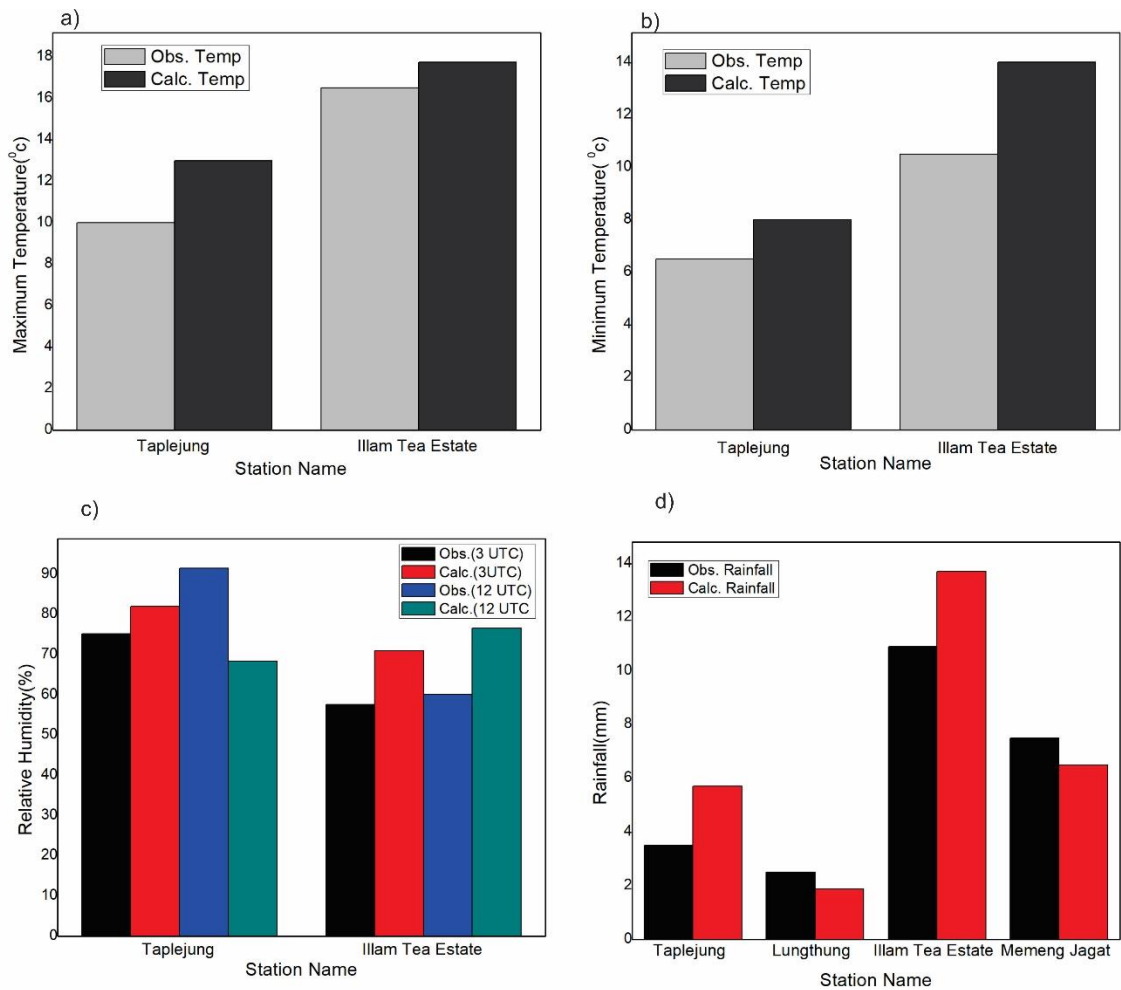 a)
Obs. Temp
Calc. Temp
Maximum Temperature(⁰c)
18
16
14
12
10
8
6
4
2
0
Taplejung Illam Tea Estate
Station Name
b)
Obs. Temp
Calc. Temp
Minimum Temperature( ⁰c)
14
12
10
8
6
4
2
0
Taplejung Illam Tea Estate
Station Name
c)
Obs.(3 UTC)
Calc.(3UTC)
Obs.(12 UTC)
Calc.(12 UTC
Relative Humidity(%)
90
80
70
60
50
40
30
20
10
0
Taplejung Illam Tea Estate
Station Name
d)
Obs. Rainfall
Calc. Rainfall
Rainfall(mm)
14
12
10
8
6
4
2
0
Taplejung Lungthung Illam Tea Estate Memeng Jagat
Station Name